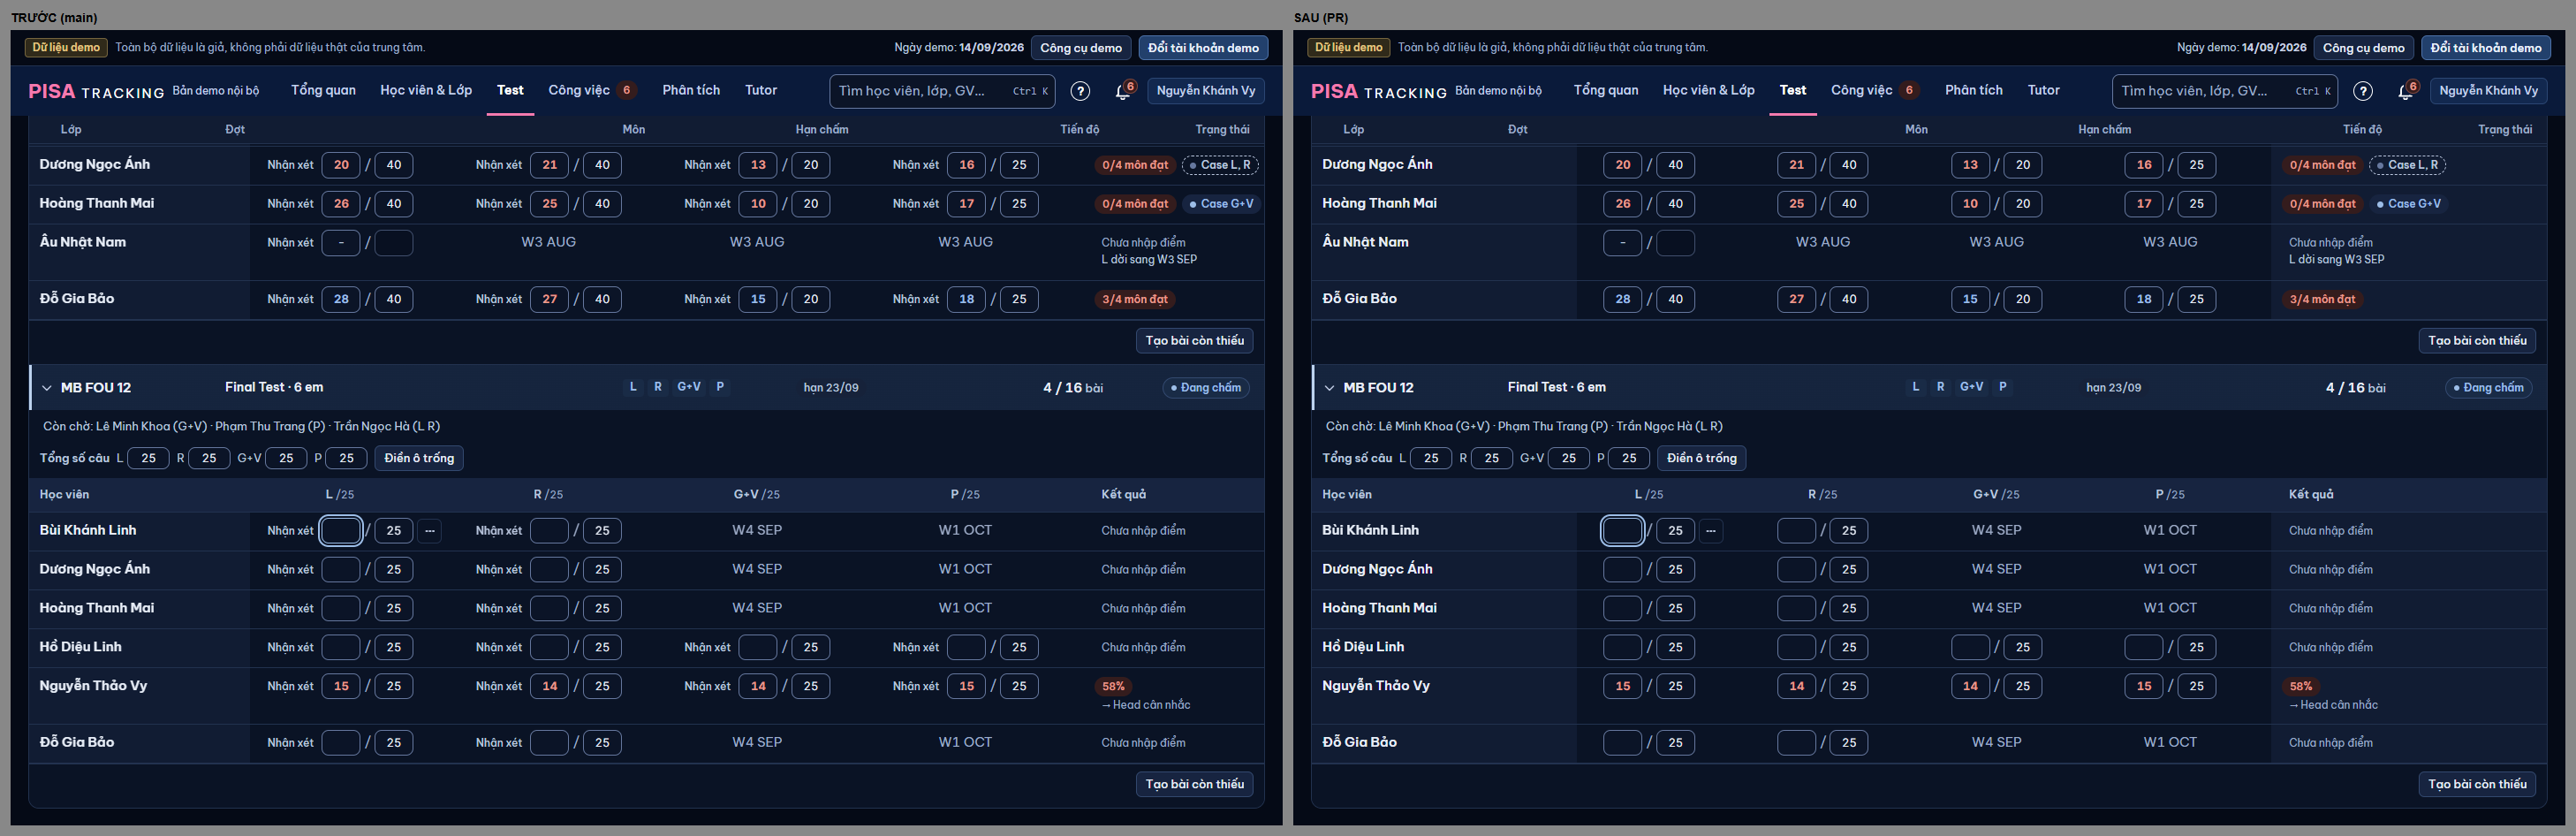 TRƯỚC (main)
Dữ liệu demo Toàn bộ dữ liệu là giả, không phải dữ liệu thật của trung tâm. Ngày demo: 14/09/2026 Công cụ demo Đổi tài khoản demo
PISA TRACKING Bản demo nội bộ Tổng quan Học viên & Lớp Test Công việc 6 Phân tích Tutor Tìm học viên, lớp, GV... Ctrl K ? 6 Nguyễn Khánh Vy
Lớp Đợt Môn Hạn chấm Tiến độ Trạng thái
Dương Ngọc Ánh Nhận xét 20 / 40 Nhận xét 21 / 40 Nhận xét 13 / 20 Nhận xét 16 / 25 0/4 môn đạt Case L, R
Hoàng Thanh Mai Nhận xét 26 / 40 Nhận xét 25 / 40 Nhận xét 10 / 20 Nhận xét 17 / 25 0/4 môn đạt Case G+V
Âu Nhật Nam Nhận xét - / W3 AUG W3 AUG W3 AUG Chưa nhập điểm
L dời sang W3 SEP
Đỗ Gia Bảo Nhận xét 28 / 40 Nhận xét 27 / 40 Nhận xét 15 / 20 Nhận xét 18 / 25 3/4 môn đạt
Tạo bài còn thiếu
MB FOU 12 Final Test · 6 em L R G+V P hạn 23/09 4 / 16 bài Đang chấm
Còn chờ: Lê Minh Khoa (G+V) · Phạm Thu Trang (P) · Trần Ngọc Hà (L R)
Tổng số câu L 25 R 25 G+V 25 P 25 Điền ô trống
Học viên L /25 R /25 G+V /25 P /25 Kết quả
Bùi Khánh Linh Nhận xét / 25 --- Nhận xét / 25 W4 SEP W1 OCT Chưa nhập điểm
Dương Ngọc Ánh Nhận xét / 25 Nhận xét / 25 W4 SEP W1 OCT Chưa nhập điểm
Hoàng Thanh Mai Nhận xét / 25 Nhận xét / 25 W4 SEP W1 OCT Chưa nhập điểm
Hồ Diệu Linh Nhận xét / 25 Nhận xét / 25 Nhận xét / 25 Nhận xét / 25 Chưa nhập điểm
Nguyễn Thảo Vy Nhận xét 15 / 25 Nhận xét 14 / 25 Nhận xét 14 / 25 Nhận xét 15 / 25 58%
→ Head cân nhắc
Đỗ Gia Bảo Nhận xét / 25 Nhận xét / 25 W4 SEP W1 OCT Chưa nhập điểm
Tạo bài còn thiếu
SAU (PR)
Dữ liệu demo Toàn bộ dữ liệu là giả, không phải dữ liệu thật của trung tâm. Ngày demo: 14/09/2026 Công cụ demo Đổi tài khoản demo
PISA TRACKING Bản demo nội bộ Tổng quan Học viên & Lớp Test Công việc 6 Phân tích Tutor Tìm học viên, lớp, GV... Ctrl K ? 6 Nguyễn Khánh Vy
Lớp Đợt Môn Hạn chấm Tiến độ Trạng thái
Dương Ngọc Ánh 20 / 40 21 / 40 13 / 20 16 / 25 0/4 môn đạt Case L, R
Hoàng Thanh Mai 26 / 40 25 / 40 10 / 20 17 / 25 0/4 môn đạt Case G+V
Âu Nhật Nam - / W3 AUG W3 AUG W3 AUG Chưa nhập điểm
L dời sang W3 SEP
Đỗ Gia Bảo 28 / 40 27 / 40 15 / 20 18 / 25 3/4 môn đạt
Tạo bài còn thiếu
MB FOU 12 Final Test · 6 em L R G+V P hạn 23/09 4 / 16 bài Đang chấm
Còn chờ: Lê Minh Khoa (G+V) · Phạm Thu Trang (P) · Trần Ngọc Hà (L R)
Tổng số câu L 25 R 25 G+V 25 P 25 Điền ô trống
Học viên L /25 R /25 G+V /25 P /25 Kết quả
Bùi Khánh Linh / 25 --- / 25 W4 SEP W1 OCT Chưa nhập điểm
Dương Ngọc Ánh / 25 / 25 W4 SEP W1 OCT Chưa nhập điểm
Hoàng Thanh Mai / 25 / 25 W4 SEP W1 OCT Chưa nhập điểm
Hồ Diệu Linh / 25 / 25 / 25 / 25 Chưa nhập điểm
Nguyễn Thảo Vy 15 / 25 14 / 25 14 / 25 15 / 25 58%
→ Head cân nhắc
Đỗ Gia Bảo / 25 / 25 W4 SEP W1 OCT Chưa nhập điểm
Tạo bài còn thiếu